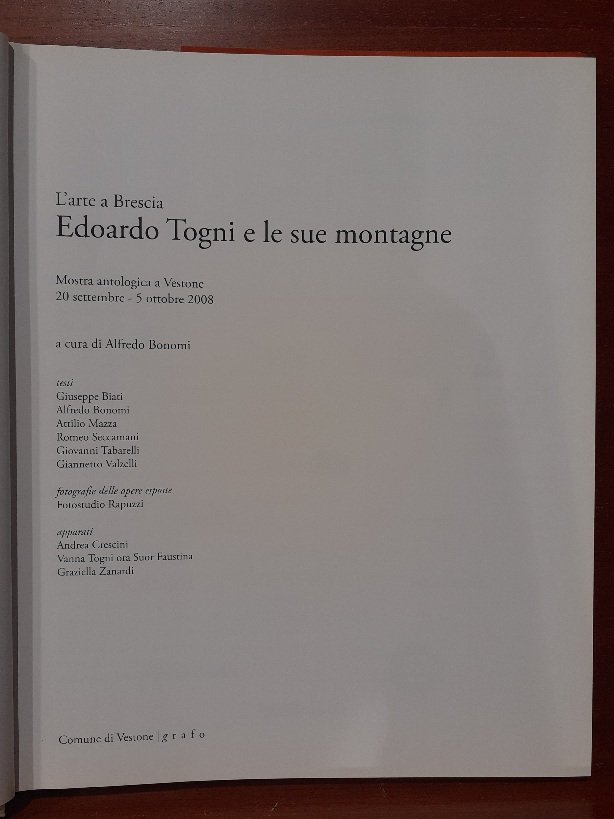 L'arte a Brescia
Edoardo Togni e le sue montagne
Mostra antologica a Vestone
20 settembre - 5 ottobre 2008
a cura di Alfredo Bonomi
testi
Giuseppe Biati
Alfredo Bonomi
Attilio Mazza
Romeo Seccamani
Giovanni Tabarelli
Giannetto Valzelli
fotografie delle opere esposte
Fotostudio Rapuzzi
apparati
Andrea Crescini
Vanna Togni ora Suor Faustina
Graziella Zanardi
Comune di Vestone | grafo